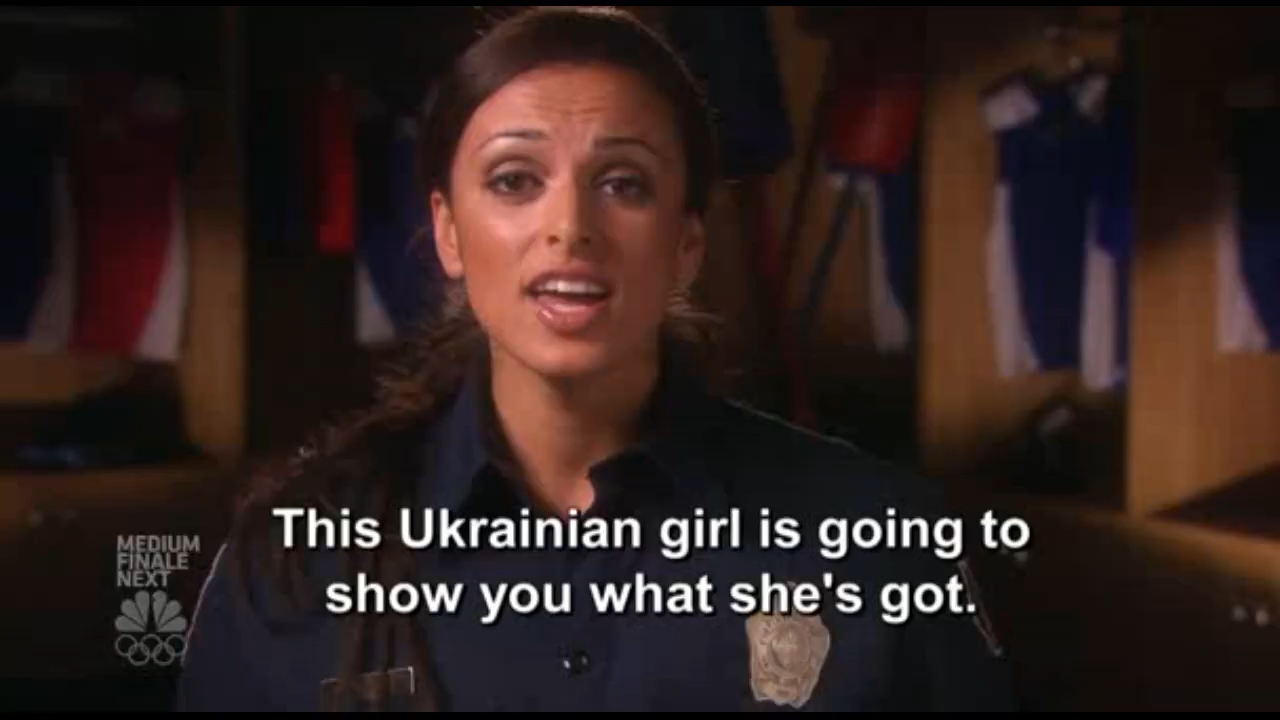 This Ukrainian girl is going to
show you what she's got.
MEDIUM
FINALE
NEXT